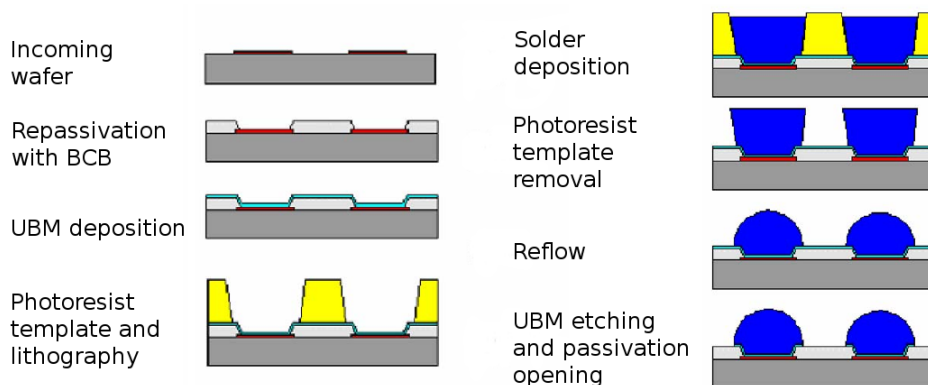 Incoming
wafer
Repassivation
with BCB
UBM deposition
Photoresist
template and
lithography
Solder
deposition
Photoresist
template
removal
Reflow
UBM etching
and passivation
opening